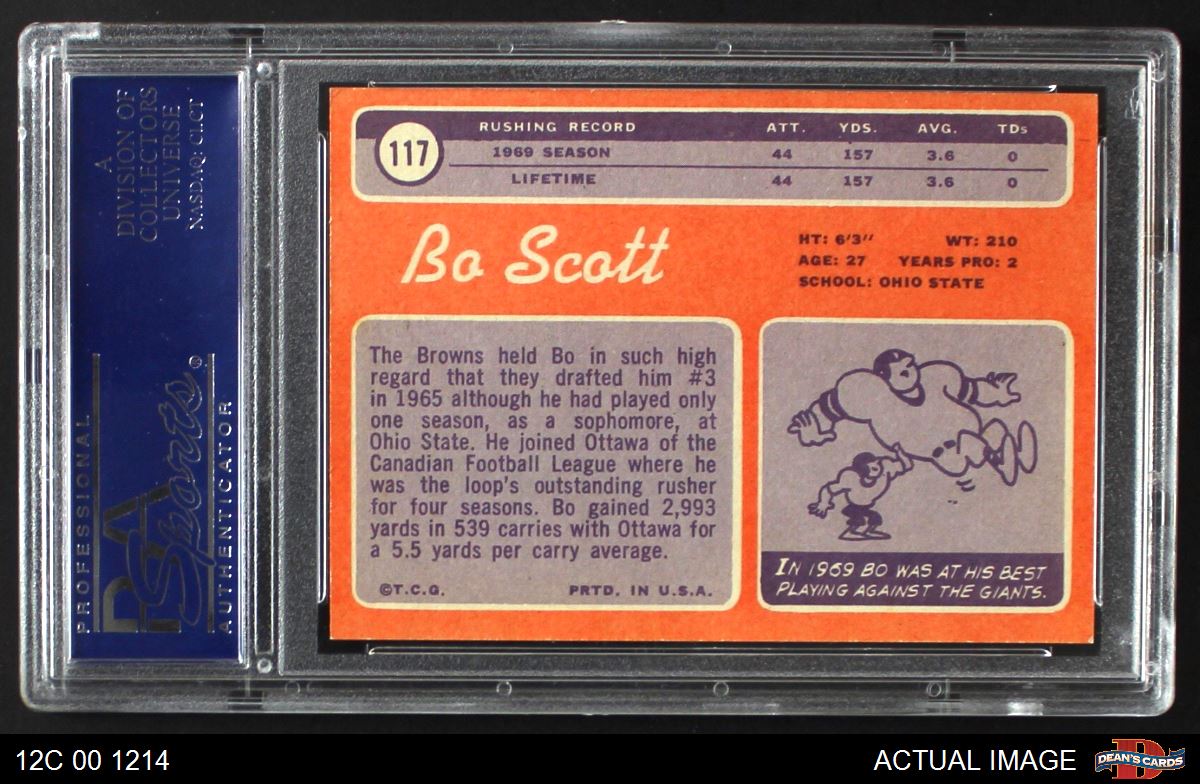 A
DIVISION OF
COLLECTORS
UNIVERSE
NASDAQ: CLCT
PROFESSIONAL
PSA
Sports®
AUTHENTICATOR
117
RUSHING RECORD ATT. YDS. AVG. TDs
1969 SEASON 44 157 3.6 0
LIFETIME 44 157 3.6 0
Bo Scott
HT: 6'3" WT: 210
AGE: 27 YEARS PRO: 2
SCHOOL: OHIO STATE
The Browns held Bo in such high
regard that they drafted him #3
in 1965 although he had played only
one season, as a sophomore, at
Ohio State. He joined Ottawa of the
Canadian Football League where he
was the loop's outstanding rusher
for four seasons. Bo gained 2,993
yards in 539 carries with Ottawa for
a 5.5 yards per carry average.
©T.C.G. PRTD. IN U.S.A.
IN 1969 BO WAS AT HIS BEST
PLAYING AGAINST THE GIANTS.
12C 00 1214
ACTUAL IMAGE
D
DEAN'S CARDS